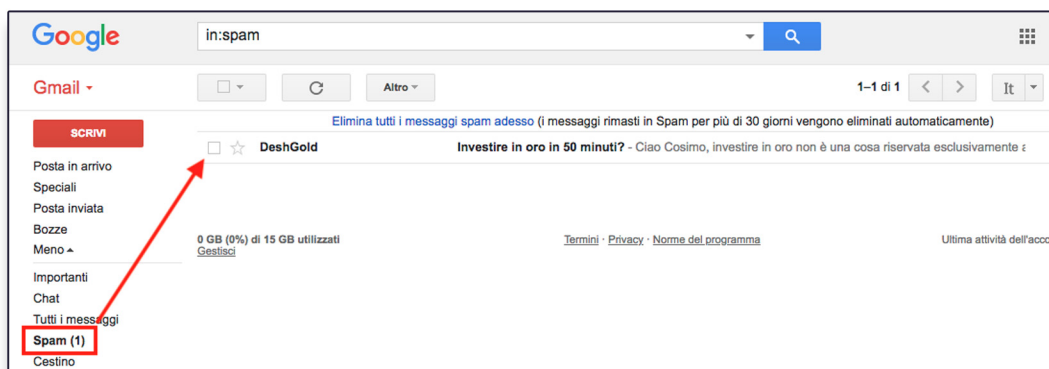 Google
in:spam
Gmail
Altro
1–1 di 1
It
Elimina tutti i messaggi spam adesso (i messaggi rimasti in Spam per più di 30 giorni vengono eliminati automaticamente)
SCRIVI
DeshGold Investire in oro in 50 minuti? - Ciao Cosimo, investire in oro non è una cosa riservata esclusivamente a
Posta in arrivo
Speciali
Posta inviata
Bozze
Meno
0 GB (0%) di 15 GB utilizzati
Gestisci
Termini · Privacy · Norme del programma
Ultima attività dell'acco
Importanti
Chat
Tutti i messaggi
Spam (1)
Cestino